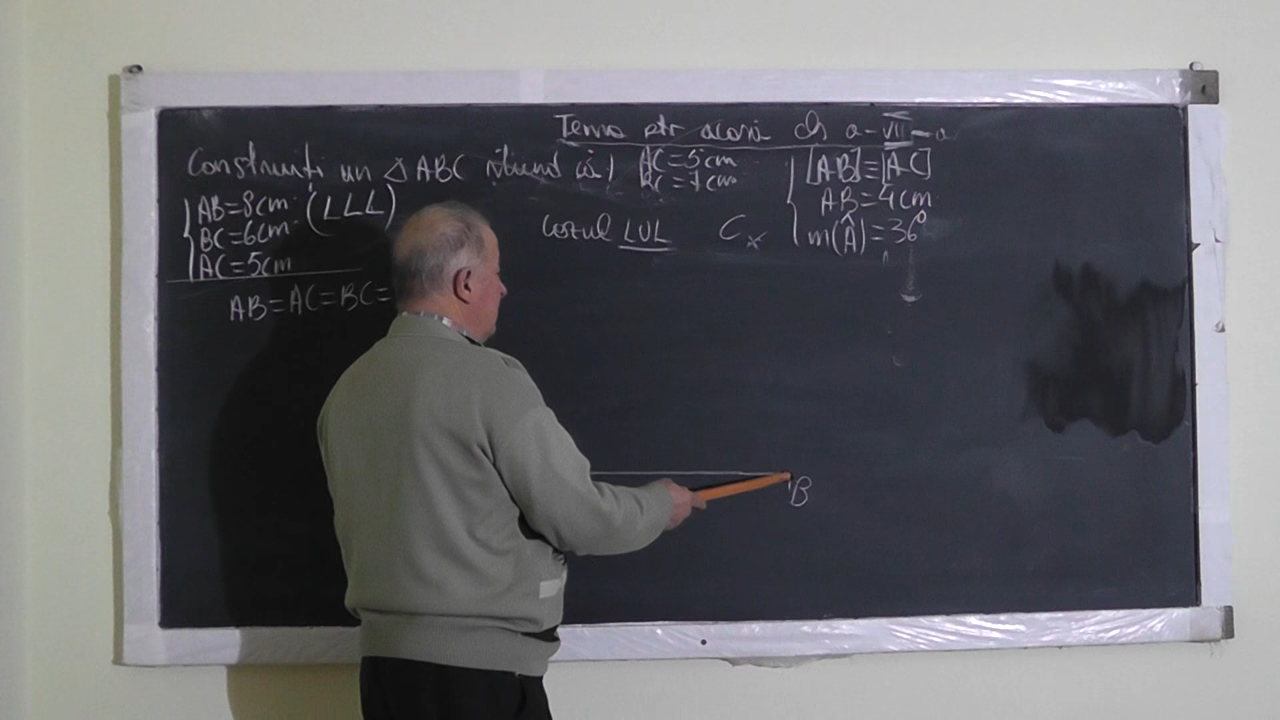 Temă ptr acasă cls a-VII-a
Construiți un △ABC știind că:
AB=8cm (LLL)
BC=6cm
AC=5cm
AB=AC=BC=
AC=5cm
BC=7cm
cazul LUL
C
[AB]≡[AC]
AB=4cm
m(Â)=36°
B